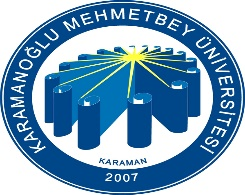 KARAMANOĞLU MEHMETBEY ÜNİVERSİTESİ
KARAMAN
2007